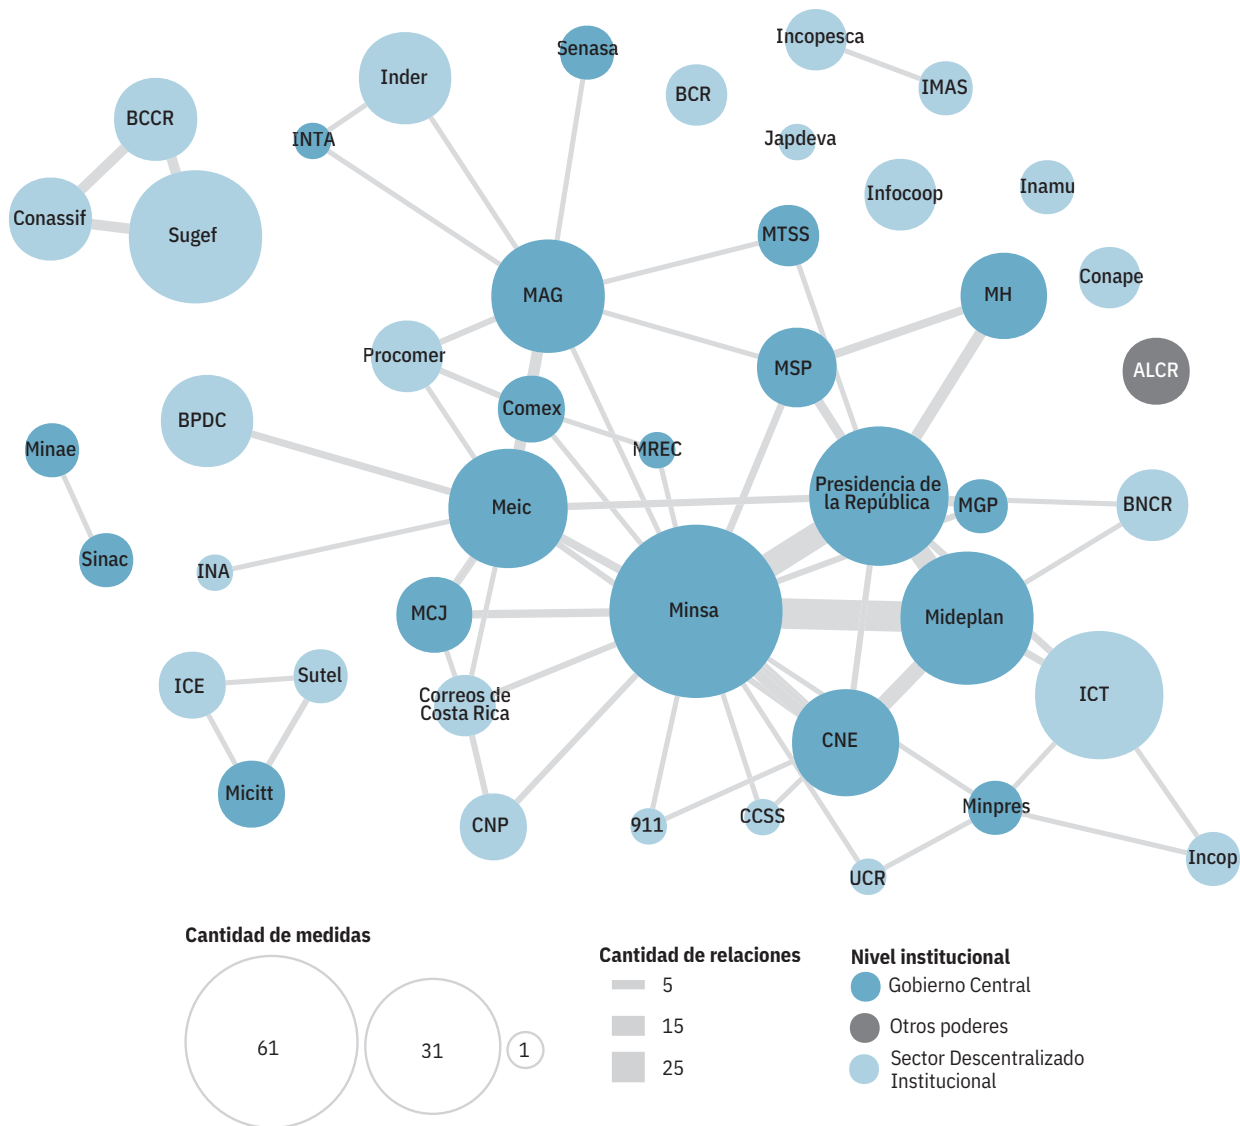 Incopesca
Senasa
Inder
IMAS
BCR
BCCR
INTA
Japdeva
Inamu
Infocoop
Conassif
Sugef
MTSS
Conape
MAG
MH
Procomer
MSP
ALCR
Comex
BPDC
Minae
MREC
Presidencia de
la República
Meic
MGP
BNCR
Sinac
INA
MCJ
Minsa
Mideplan
Sutel
ICE
Correos de
Costa Rica
ICT
CNE
Micitt
Minpres
CNP
911
CCSS
Incop
UCR
Cantidad de medidas
61
31
1
Cantidad de relaciones
5
15
25
Nivel institucional
Gobierno Central
Otros poderes
Sector Descentralizado
Institucional